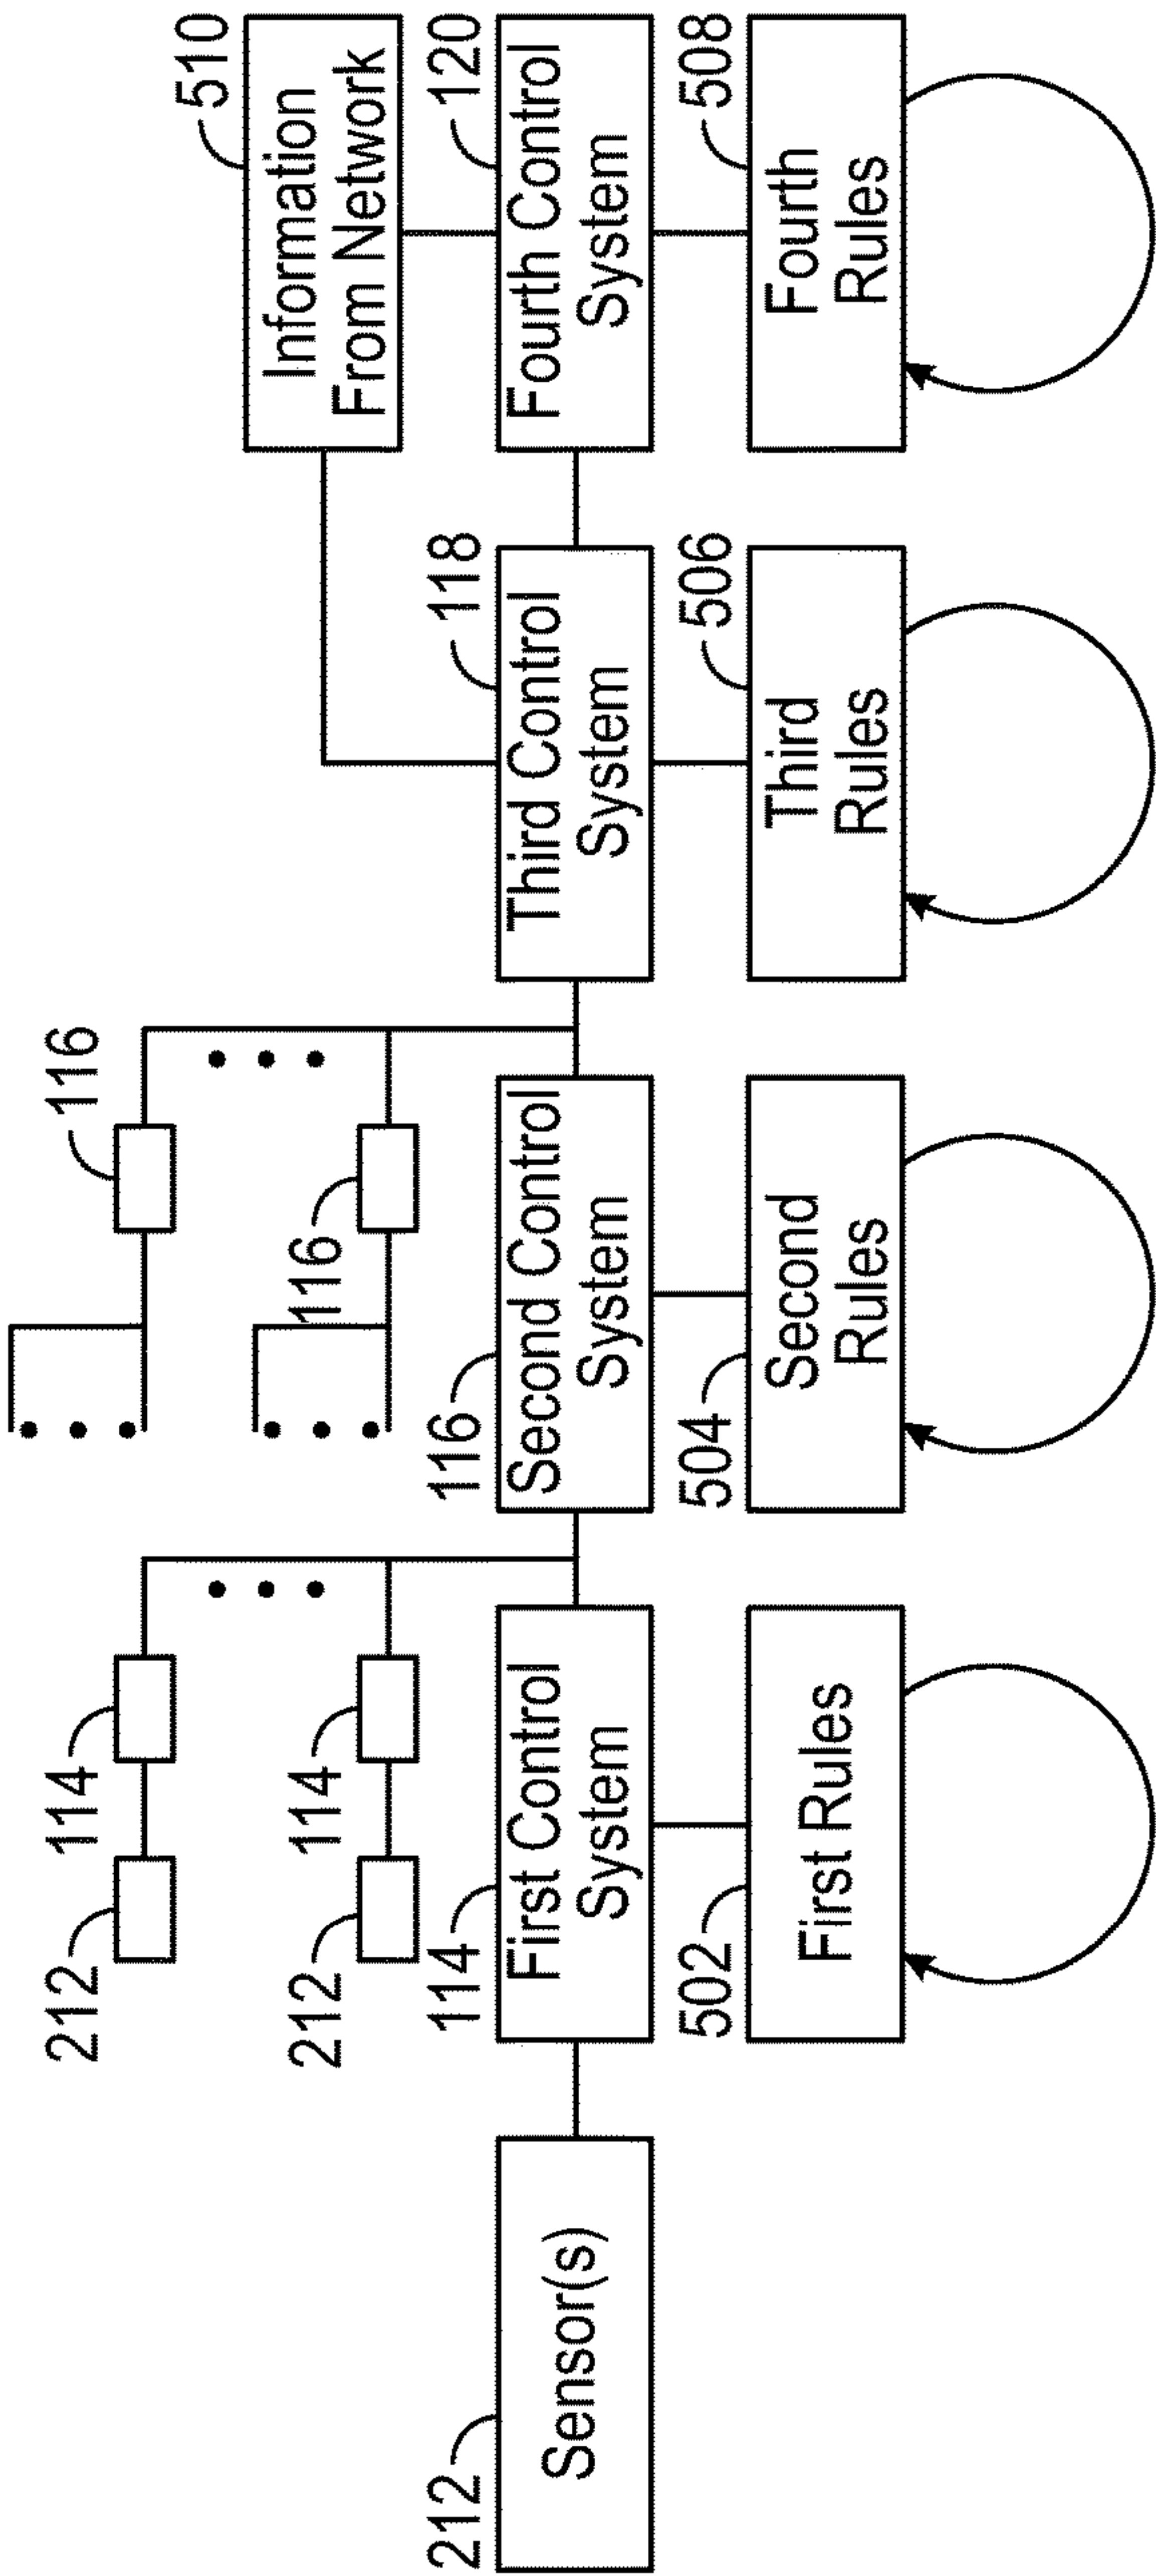 212
114
116
212
114
116
510
Information
From Network
212
Sensor(s)
114
First Control
System
116
Second Control
System
118
Third Control
System
120
Fourth Control
System
502
First Rules
504
Second
Rules
506
Third
Rules
508
Fourth
Rules